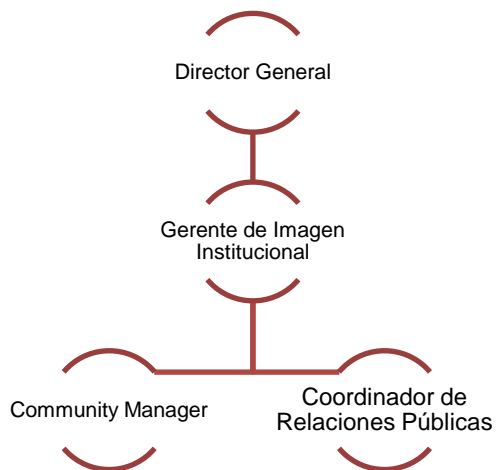 Director General
Gerente de Imagen
Institucional
Community Manager
Coordinador de
Relaciones Públicas